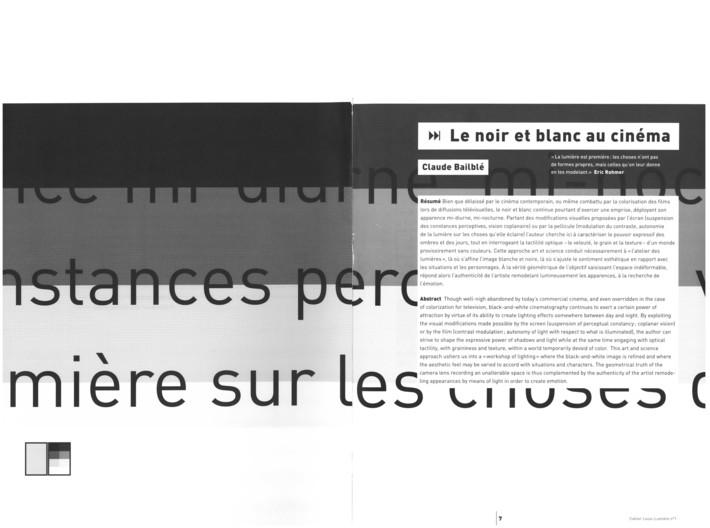 Le noir et blanc au cinéma
Claude Bailblé
« La lumière est première : les choses n'ont pas
de formes propres, mais celles qu'on leur donne
en les modelant » Eric Rohmer
mi-diurne mi-noc
nstances perc
mière sur les choses
Résumé Bien que délaissé par le cinéma contemporain, ou même combattu par la colorisation des films
lors de diffusions télévisuelles, le noir et blanc continue pourtant d'exercer une emprise, déployant son
apparence mi-diurne, mi-nocturne. Partant des modifications visuelles proposées par l'écran (suspension
des constances perceptives, vision coplanaire) ou par la pellicule (modulation du contraste, autonomie
de la lumière sur les choses qu'elle éclaire) l'auteur cherche ici à caractériser le pouvoir expressif des
ombres et des jours, tout en interrogeant la tactilité optique – le velouté, le grain et la texture – d'un monde
provisoirement sans couleurs. Cette approche art et science conduit nécessairement à « l'atelier des
lumières », là où s'affine l'image blanche et noire, là où s'ajuste le sentiment esthétique en rapport avec
les situations et les personnages. À la vérité géométrique de l'objectif saisissant l'espace indéformable,
répond alors l'authenticité de l'artiste remodelant lumineusement les apparences, à la recherche de
l'émotion.
Abstract Though well-nigh abandoned by today's commercial cinema, and even overridden in the case
of colorization for television, black-and-white cinematography continues to exert a certain power of
attraction by virtue of its ability to create lighting effects somewhere between day and night. By exploiting
the visual modifications made possible by the screen (suspension of perceptual constancy; coplanar vision)
or by the film (contrast modulation ; autonomy of light with respect to what is illuminated), the author can
strive to shape the expressive power of shadows and light while at the same time engaging with optical
tactility, with graininess and texture, within a world temporarily devoid of color. This art and science
approach ushers us into a « workshop of lighting » where the black-and-white image is refined and where
the aesthetic feel may be varied to accord with situations and characters. The geometrical truth of the
camera lens recording an unalterable space is thus complemented by the authenticity of the artist remode-
ling appearances by means of light in order to create emotion.
7
Cahier Louis-Lumière n°1